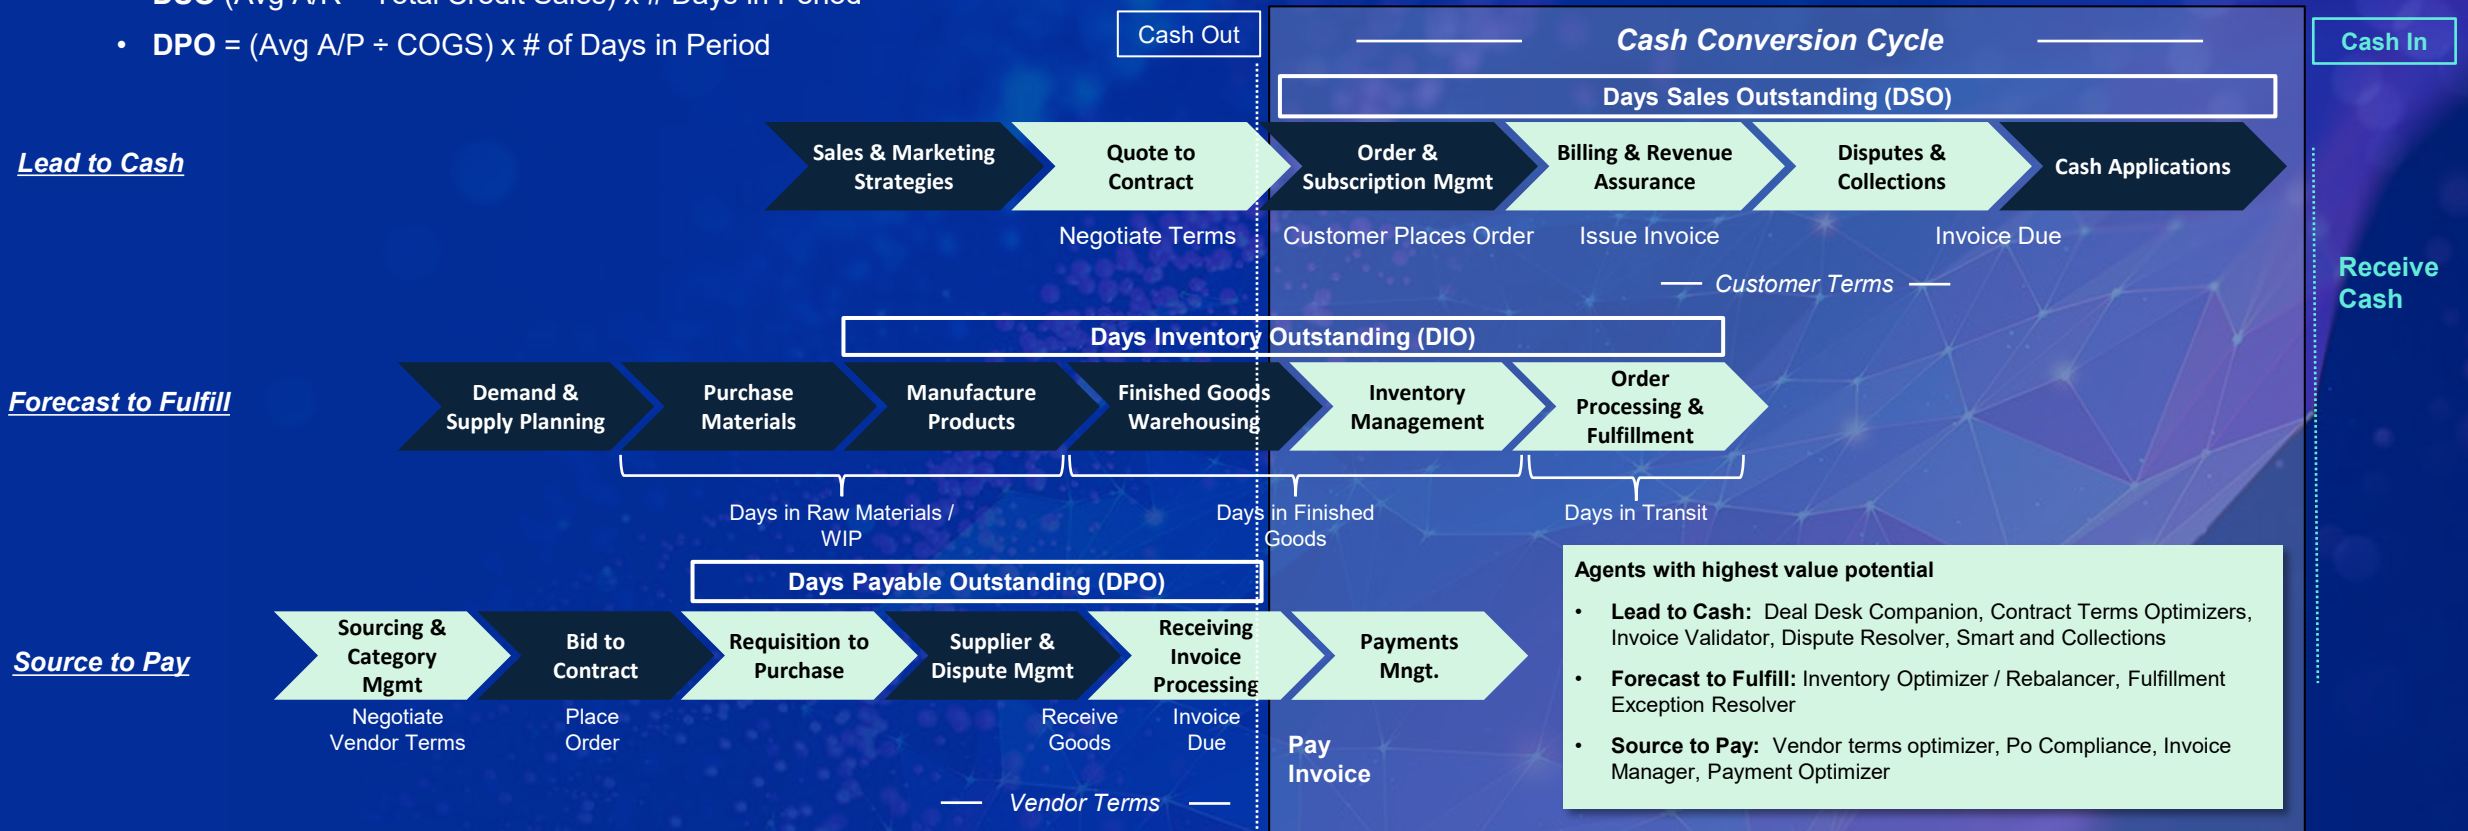 DSO (Avg A/R ÷ Total Credit Sales) x # Days in Period
• DPO = (Avg A/P ÷ COGS) x # of Days in Period
Cash Out
Cash Conversion Cycle
Cash In
Days Sales Outstanding (DSO)
Lead to Cash
Sales & Marketing
Strategies
Quote to
Contract
Order &
Subscription Mgmt
Billing & Revenue
Assurance
Disputes &
Collections
Cash Applications
Negotiate Terms
Customer Places Order
Issue Invoice
Invoice Due
Customer Terms
Receive
Cash
Days Inventory Outstanding (DIO)
Forecast to Fulfill
Demand &
Supply Planning
Purchase
Materials
Manufacture
Products
Finished Goods
Warehousing
Inventory
Management
Order
Processing &
Fulfillment
Days in Raw Materials /
WIP
Days in Finished
Goods
Days in Transit
Days Payable Outstanding (DPO)
Source to Pay
Sourcing &
Category
Mgmt
Bid to
Contract
Requisition to
Purchase
Supplier &
Dispute Mgmt
Receiving
Invoice
Processing
Payments
Mngt.
Negotiate
Vendor Terms
Place
Order
Receive
Goods
Invoice
Due
Pay
Invoice
Vendor Terms
Agents with highest value potential
• Lead to Cash: Deal Desk Companion, Contract Terms Optimizers,
Invoice Validator, Dispute Resolver, Smart and Collections
• Forecast to Fulfill: Inventory Optimizer / Rebalancer, Fulfillment
Exception Resolver
• Source to Pay: Vendor terms optimizer, Po Compliance, Invoice
Manager, Payment Optimizer